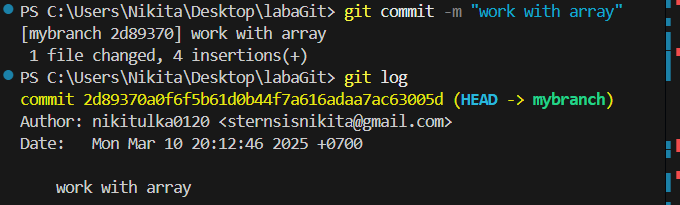 PS C:\Users\Nikita\Desktop\labaGit> git commit -m "work with array"
[mybranch 2d89370] work with array
 1 file changed, 4 insertions(+)
PS C:\Users\Nikita\Desktop\labaGit> git log
commit 2d89370a0f6f5b61d0b44f7a616adaa7ac63005d (HEAD -> mybranch)
Author: nikitulka0120 <sternsisnikita@gmail.com>
Date:   Mon Mar 10 20:12:46 2025 +0700
    work with array